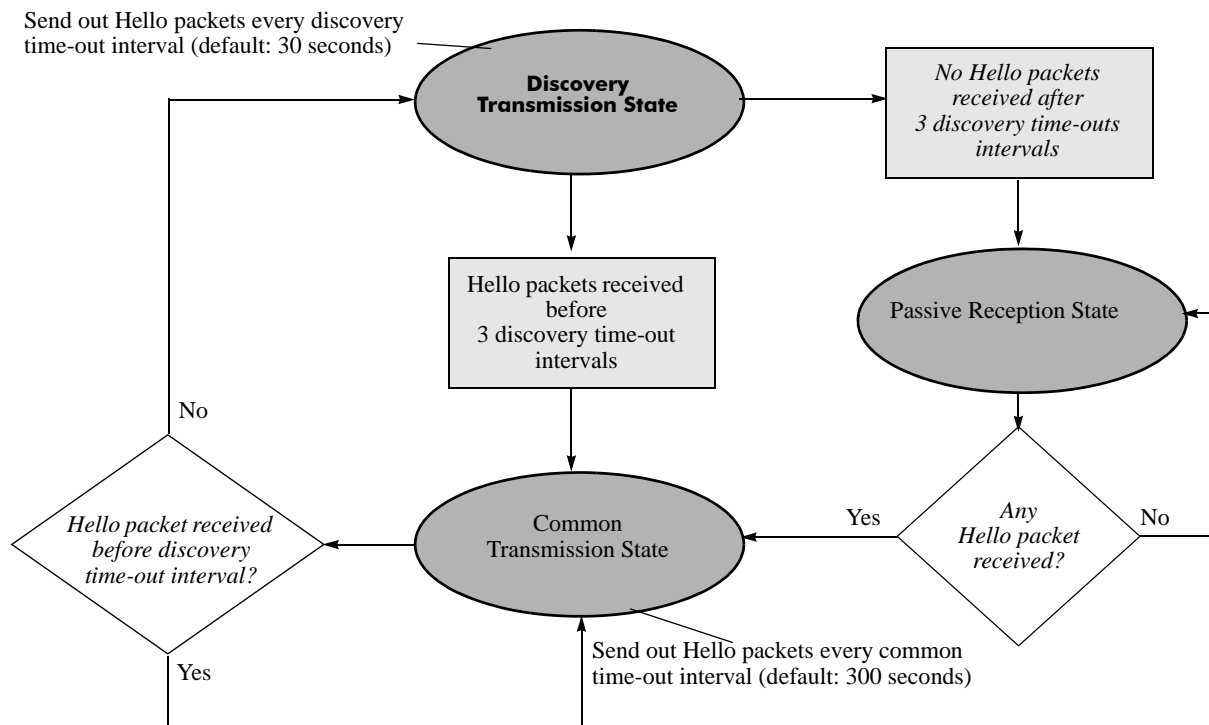 Send out Hello packets every discovery
time-out interval (default: 30 seconds)
Discovery
Transmission State
No Hello packets
received after
3 discovery time-outs
intervals
Hello packets received
before
3 discovery time-out
intervals
Passive Reception State
No
Hello packet received
before discovery
time-out interval?
Common
Transmission State
Yes
Any
Hello packet
received?
No
Yes
Send out Hello packets every common
time-out interval (default: 300 seconds)